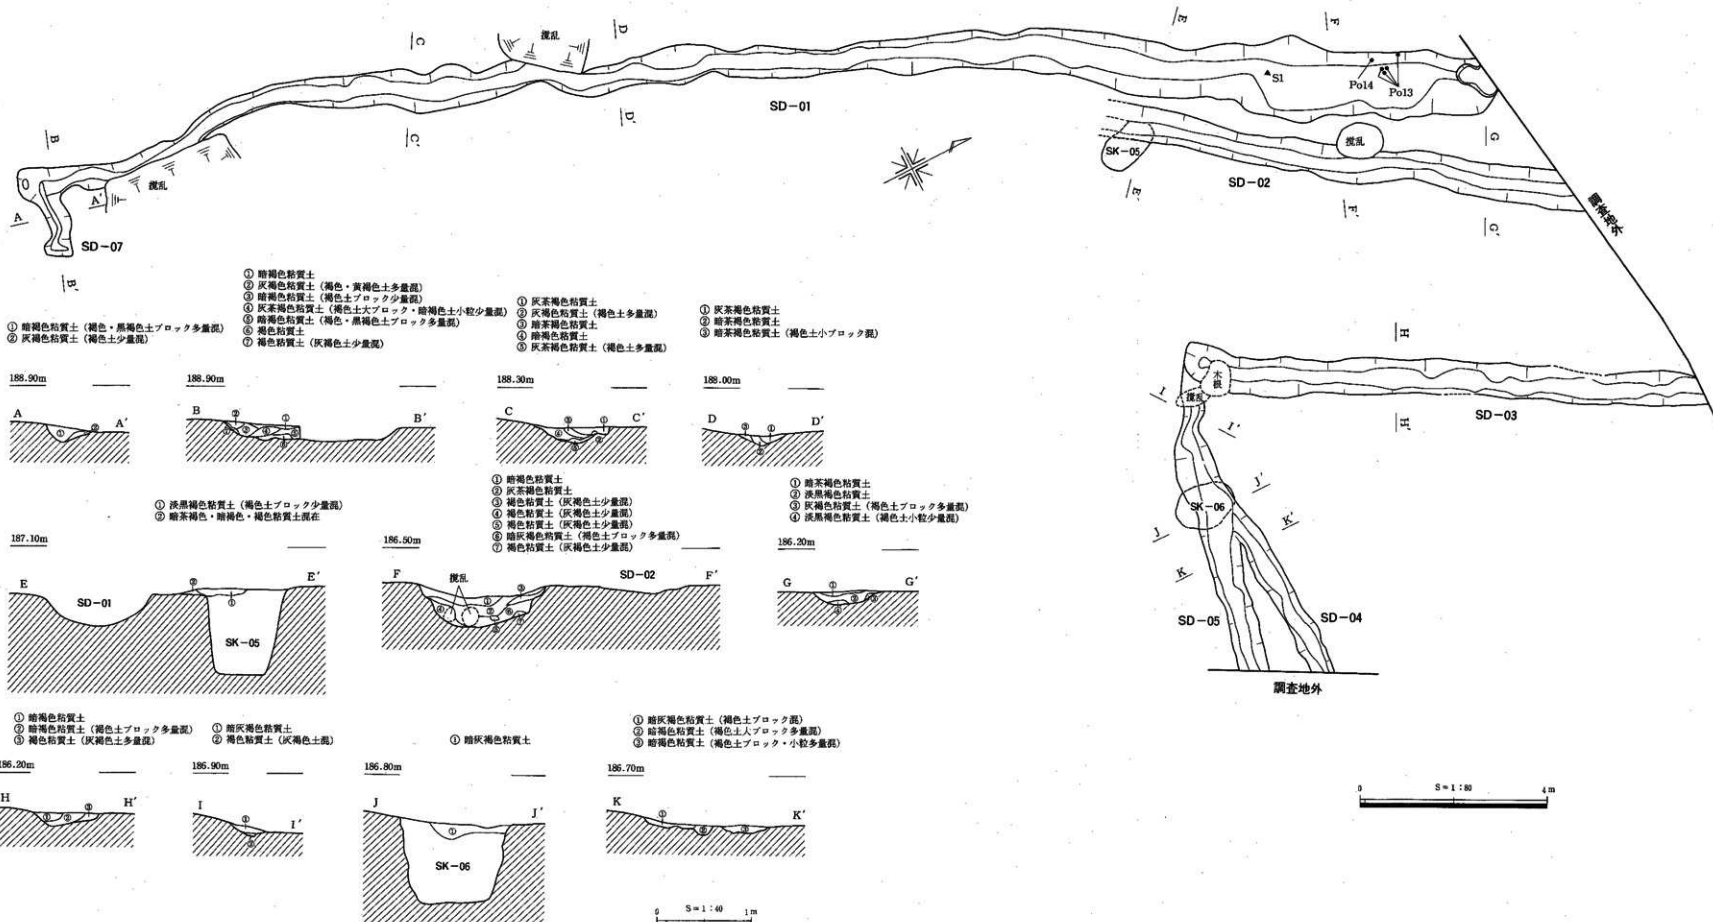 C
D
E
F
撹乱
S1
Po14
Po13
SD-01
C′
D′
B
撹乱
A
A′
SD-07
B′
G
撹乱
SK-05
E′
SD-02
F′
G′
調査地外
① 暗褐色粘質土（褐色・黒褐色土ブロック多量混）
② 灰褐色粘質土（褐色土少量混）
① 暗褐色粘質土
② 灰褐色粘質土（褐色・黄褐色土多量混）
③ 暗褐色粘質土（褐色土ブロック少量混）
④ 灰茶褐色粘質土（褐色土大ブロック・暗褐色土小粒少量混）
⑤ 暗褐色粘質土（褐色・黒褐色土ブロック多量混）
⑥ 褐色粘質土
⑦ 褐色粘質土（灰褐色土少量混）
① 灰茶褐色粘質土
② 灰褐色粘質土（褐色土多量混）
③ 暗茶褐色粘質土
④ 暗褐色粘質土
⑤ 灰茶褐色粘質土（褐色土多量混）
① 灰茶褐色粘質土
② 暗茶褐色粘質土
③ 暗茶褐色粘質土（褐色土小ブロック混）
188.90m
188.90m
188.30m
188.00m
A A′
B B′
C C′
D D′
① 淡黒褐色粘質土（褐色土ブロック少量混）
② 暗茶褐色・暗褐色・褐色粘質土混在
① 暗褐色粘質土
② 灰茶褐色粘質土
③ 褐色粘質土（灰褐色土少量混）
④ 褐色粘質土（灰褐色土少量混）
⑤ 褐色粘質土（灰褐色土少量混）
⑥ 暗灰褐色粘質土（褐色土ブロック多量混）
⑦ 褐色粘質土（灰褐色土少量混）
① 暗茶褐色粘質土
② 淡黒褐色粘質土
③ 灰褐色粘質土（褐色土ブロック多量混）
④ 淡黒褐色粘質土（褐色土小粒少量混）
187.10m
186.50m
186.20m
E SD-01 E′
SK-05
F 撹乱 SD-02 F′
G G′
H
木根
撹乱
I
I′
H′
SD-03
SK-06
J′
K′
J
K
SD-05
SD-04
調査地外
① 暗褐色粘質土
② 暗褐色粘質土（褐色土ブロック多量混）
③ 褐色粘質土（灰褐色土多量混）
① 暗灰褐色粘質土
② 褐色粘質土（灰褐色土混）
① 暗灰褐色粘質土
① 暗灰褐色粘質土（褐色土ブロック混）
② 暗褐色粘質土（褐色土大ブロック多量混）
③ 暗褐色粘質土（褐色土ブロック・小粒多量混）
186.20m
186.90m
186.80m
186.70m
H H′
I I′
J J′
SK-06
K K′
0 S=1:80 4m
0 S=1:40 1m